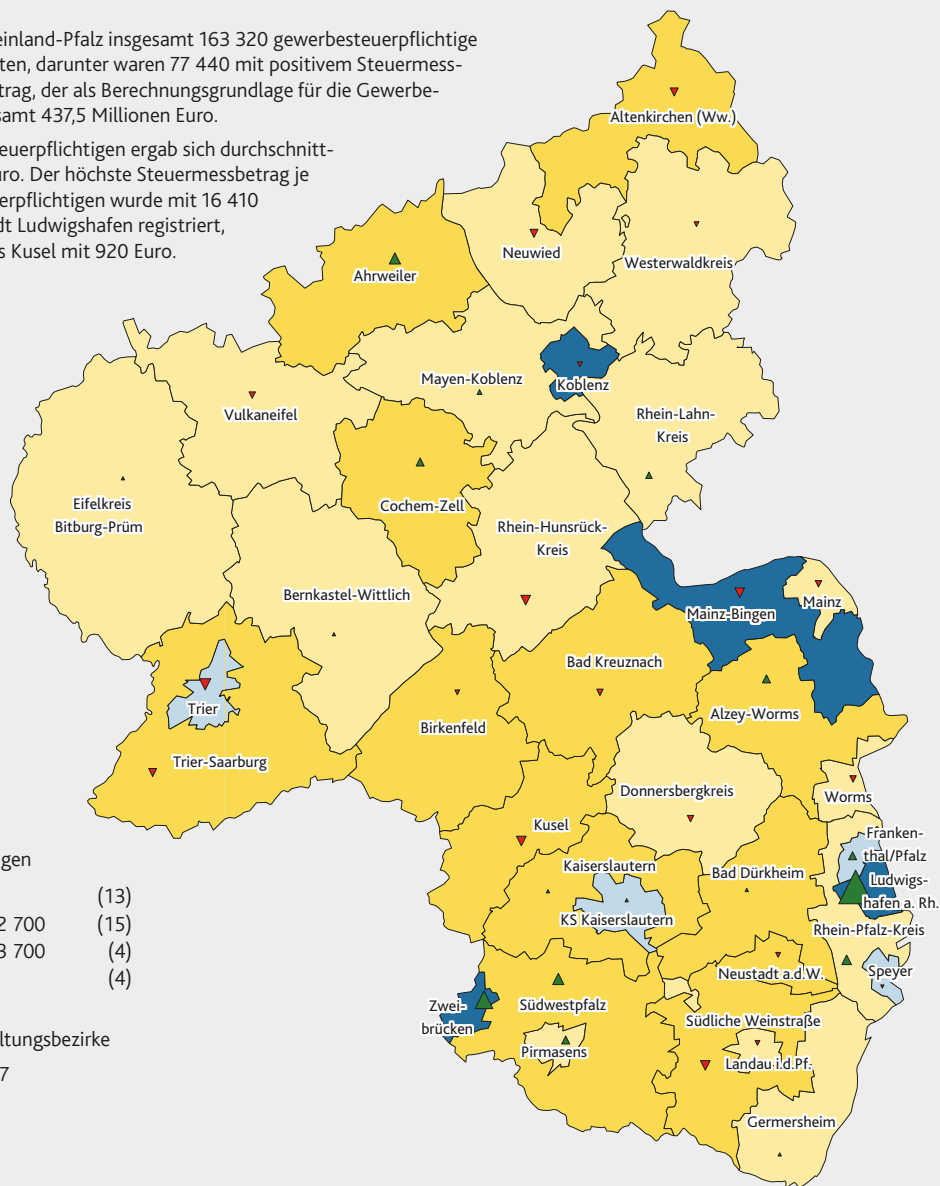 einland-Pfalz insgesamt 163 320 gewerbesteuerpflichtige
ten, darunter waren 77 440 mit positivem Steuermess-
trag, der als Berechnungsgrundlage für die Gewerbe-
samt 437,5 Millionen Euro.
euerpflichtigen ergab sich durchschnitt-
uro. Der höchste Steuermessbetrag je
erpflichtigen wurde mit 16 410
dt Ludwigshafen registriert,
s Kusel mit 920 Euro.
Altenkirchen (Ww.)
Neuwied
Westerwaldkreis
Ahrweiler
Mayen-Koblenz
Koblenz
Vulkaneifel
Rhein-Lahn-
Kreis
Cochem-Zell
Eifelkreis
Bitburg-Prüm
Rhein-Hunsrück-
Kreis
Bernkastel-Wittlich
Mainz-Bingen
Mainz
Bad Kreuznach
Trier
Birkenfeld
Alzey-Worms
Trier-Saarburg
Donnersbergkreis
Worms
Kusel
Franken-
thal/Pfalz
Kaiserslautern
Bad Dürkheim
Ludwigs-
hafen a. Rh.
KS Kaiserslautern
Rhein-Pfalz-Kreis
Neustadt a.d.W.
Speyer
Zwei-
brücken
Südwestpfalz
Südliche Weinstraße
Pirmasens
Landau i.d.Pf.
Germersheim
gen
(13)
2 700 (15)
3 700 (4)
(4)
ltungsbezirke
7